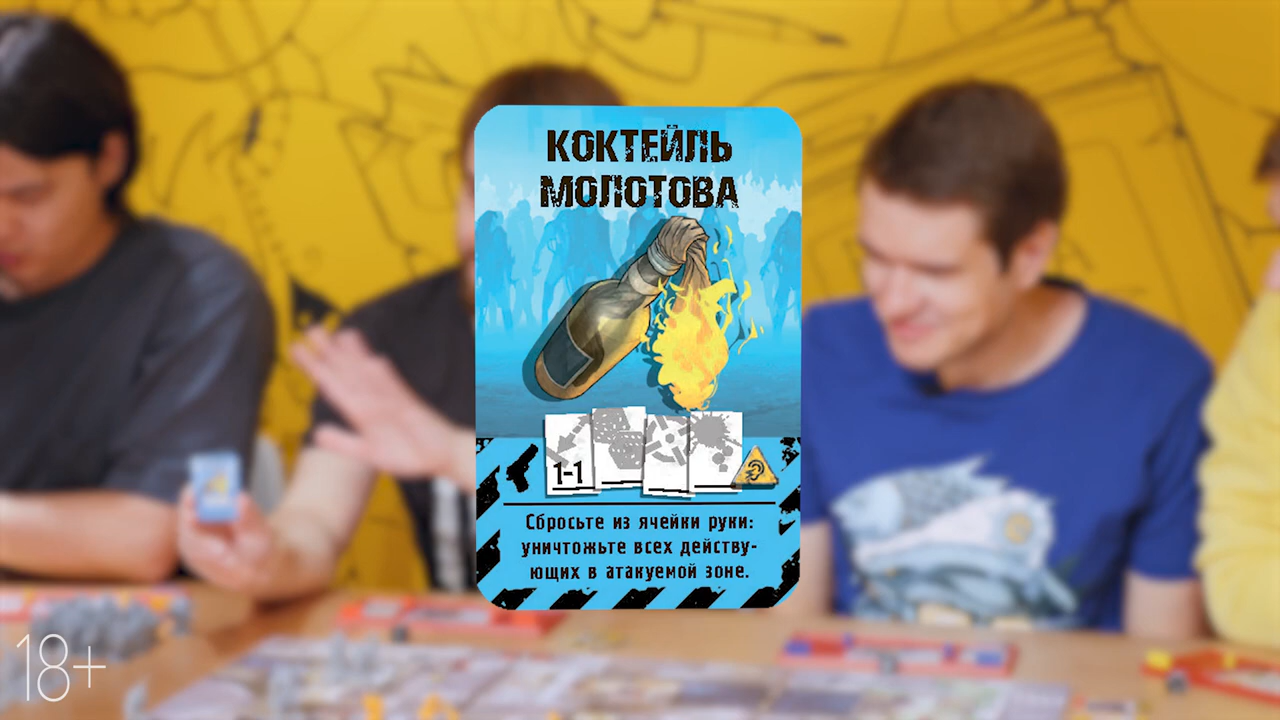 КОКТЕЙЛЬ
МОЛОТОВА
1-1
Сбросьте из ячейки руки:
уничтожьте всех действу-
ющих в атакуемой зоне.
18+